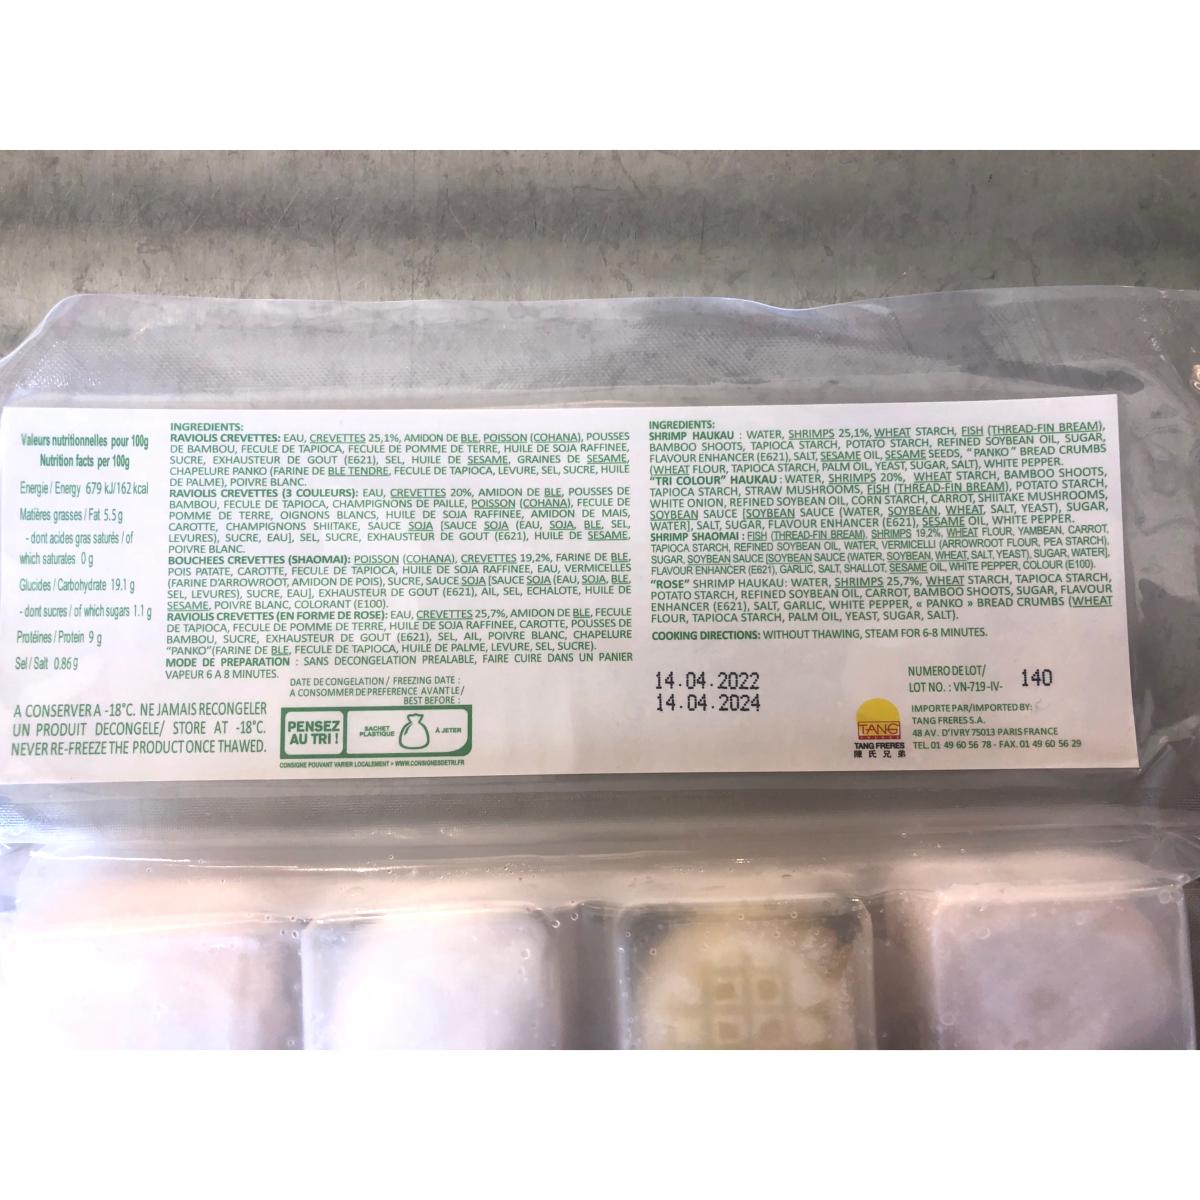 Valeurs nutritionnelles pour 100g
Nutrition facts per 100g
Energie / Energy 679 kJ/162 kcal
Matières grasses / Fat 5.5 g
- dont acides gras saturés / of
which saturates 0 g
Glucides / Carbohydrate 19.1 g
- dont sucres / of which sugars 1.1 g
Protéines / Protein 9 g
Sel / Salt 0.86 g
A CONSERVER A -18°C. NE JAMAIS RECONGELER
UN PRODUIT DECONGELE/ STORE AT -18°C.
NEVER RE-FREEZE THE PRODUCT ONCE THAWED.
INGREDIENTS:
RAVIOLIS CREVETTES: EAU, CREVETTES 25,1%, AMIDON DE BLE, POISSON (COHANA), POUSSES
DE BAMBOU, FECULE DE TAPIOCA, FECULE DE POMME DE TERRE, HUILE DE SOJA RAFFINEE,
SUCRE, EXHAUSTEUR DE GOUT (E621), SEL, HUILE DE SESAME, GRAINES DE SESAME,
CHAPELURE PANKO (FARINE DE BLE TENDRE, FECULE DE TAPIOCA, LEVURE, SEL, SUCRE, HUILE
DE PALME), POIVRE BLANC.
RAVIOLIS CREVETTES (3 COULEURS): EAU, CREVETTES 20%, AMIDON DE BLE, POUSSES DE
BAMBOU, FECULE DE TAPIOCA, CHAMPIGNONS DE PAILLE, POISSON (COHANA), FECULE DE
POMME DE TERRE, OIGNONS BLANCS, HUILE DE SOJA RAFFINEE, AMIDON DE MAIS,
CAROTTE, CHAMPIGNONS SHIITAKE, SAUCE SOJA [SAUCE SOJA (EAU, SOJA, BLE, SEL,
LEVURES), SUCRE, EAU], SEL, SUCRE, EXHAUSTEUR DE GOUT (E621), HUILE DE SESAME,
POIVRE BLANC.
BOUCHEES CREVETTES (SHAOMAI): POISSON (COHANA), CREVETTES 19,2%, FARINE DE BLE,
POIS PATATE, CAROTTE, FECULE DE TAPIOCA, HUILE DE SOJA RAFFINEE, EAU, VERMICELLES
(FARINE D'ARROWROOT, AMIDON DE POIS), SUCRE, SAUCE SOJA [SAUCE SOJA (EAU, SOJA, BLE,
SEL, LEVURES), SUCRE, EAU], EXHAUSTEUR DE GOUT (E621), AIL, SEL, ECHALOTE, HUILE DE
SESAME, POIVRE BLANC, COLORANT (E100).
RAVIOLIS CREVETTES (EN FORME DE ROSE): EAU, CREVETTES 25,7%, AMIDON DE BLE, FECULE
DE TAPIOCA, FECULE DE POMME DE TERRE, HUILE DE SOJA RAFFINEE, CAROTTE, POUSSES DE
BAMBOU, SUCRE, EXHAUSTEUR DE GOUT (E621), SEL, AIL, POIVRE BLANC, CHAPELURE
"PANKO"(FARINE DE BLE, FECULE DE TAPIOCA, HUILE DE PALME, LEVURE, SEL, SUCRE).
MODE DE PREPARATION : SANS DECONGELATION PREALABLE, FAIRE CUIRE DANS UN PANIER
VAPEUR 6 A 8 MINUTES.
DATE DE CONGELATION / FREEZING DATE :
A CONSOMMER DE PREFERENCE AVANT LE /
BEST BEFORE :
PENSEZ
AU TRI !
SACHET
PLASTIQUE
À JETER
CONSIGNE POUVANT VARIER LOCALEMENT > WWW.CONSIGNESDETRI.FR
INGREDIENTS:
SHRIMP HAUKAU : WATER, SHRIMPS 25,1%, WHEAT STARCH, FISH (THREAD-FIN BREAM),
BAMBOO SHOOTS, TAPIOCA STARCH, POTATO STARCH, REFINED SOYBEAN OIL, SUGAR,
FLAVOUR ENHANCER (E621), SALT, SESAME OIL, SESAME SEEDS, "PANKO" BREAD CRUMBS
(WHEAT FLOUR, TAPIOCA STARCH, PALM OIL, YEAST, SUGAR, SALT), WHITE PEPPER.
"TRI COLOUR" HAUKAU : WATER, SHRIMPS 20%, WHEAT STARCH, BAMBOO SHOOTS,
TAPIOCA STARCH, STRAW MUSHROOMS, FISH (THREAD-FIN BREAM), POTATO STARCH,
WHITE ONION, REFINED SOYBEAN OIL, CORN STARCH, CARROT, SHIITAKE MUSHROOMS,
SOYBEAN SAUCE [SOYBEAN SAUCE (WATER, SOYBEAN, WHEAT, SALT, YEAST), SUGAR,
WATER], SALT, SUGAR, FLAVOUR ENHANCER (E621), SESAME OIL, WHITE PEPPER.
SHRIMP SHAOMAI : FISH (THREAD-FIN BREAM), SHRIMPS 19,2%, WHEAT FLOUR, YAMBEAN, CARROT,
TAPIOCA STARCH, REFINED SOYBEAN OIL, WATER, VERMICELLI (ARROWROOT FLOUR, PEA STARCH),
SUGAR, SOYBEAN SAUCE [SOYBEAN SAUCE (WATER, SOYBEAN, WHEAT, SALT, YEAST), SUGAR, WATER],
FLAVOUR ENHANCER (E621), GARLIC, SALT, SHALLOT, SESAME OIL, WHITE PEPPER, COLOUR (E100).
"ROSE" SHRIMP HAUKAU: WATER, SHRIMPS 25,7%, WHEAT STARCH, TAPIOCA STARCH,
POTATO STARCH, REFINED SOYBEAN OIL, CARROT, BAMBOO SHOOTS, SUGAR, FLAVOUR
ENHANCER (E621), SALT, GARLIC, WHITE PEPPER, « PANKO » BREAD CRUMBS (WHEAT
FLOUR, TAPIOCA STARCH, PALM OIL, YEAST, SUGAR, SALT).
COOKING DIRECTIONS: WITHOUT THAWING, STEAM FOR 6-8 MINUTES.
14.04.2022
14.04.2024
NUMERO DE LOT/
LOT NO. : VN-719-IV- 140
TANG
FRERES
TANG FRERES
陳氏兄弟
IMPORTE PAR/IMPORTED BY:
TANG FRERES S.A.
48 AV. D'IVRY 75013 PARIS FRANCE
TEL. 01 49 60 56 78 - FAX. 01 49 60 56 29